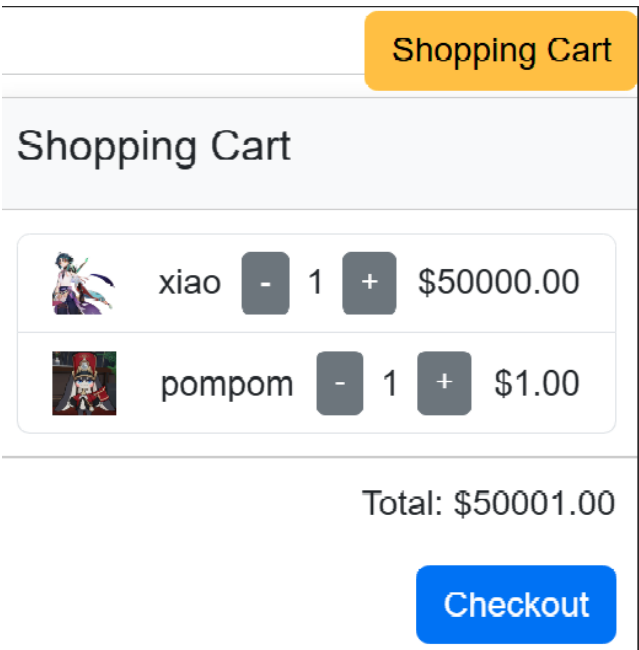 Shopping Cart
Shopping Cart
xiao - 1 + $50000.00
pompom - 1 + $1.00
Total: $50001.00
Checkout